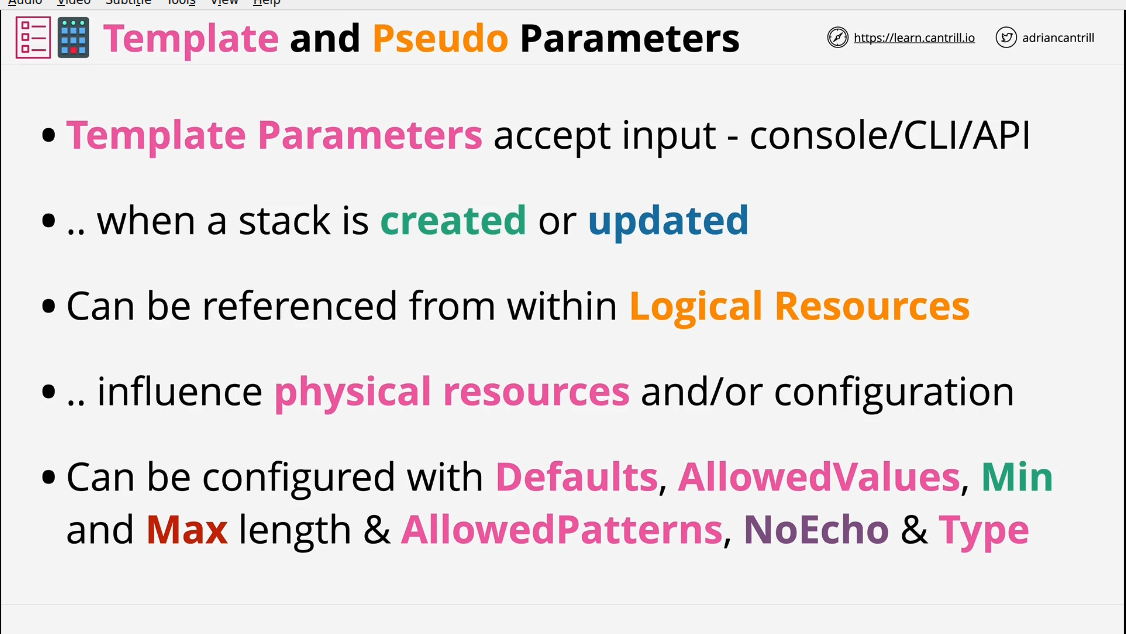 Audio Video Subtitle Tools View Help
Template and Pseudo Parameters
https://learn.cantrill.io
adriancantrill
• Template Parameters accept input - console/CLI/API
• .. when a stack is created or updated
• Can be referenced from within Logical Resources
• .. influence physical resources and/or configuration
• Can be configured with Defaults, AllowedValues, Min
and Max length & AllowedPatterns, NoEcho & Type